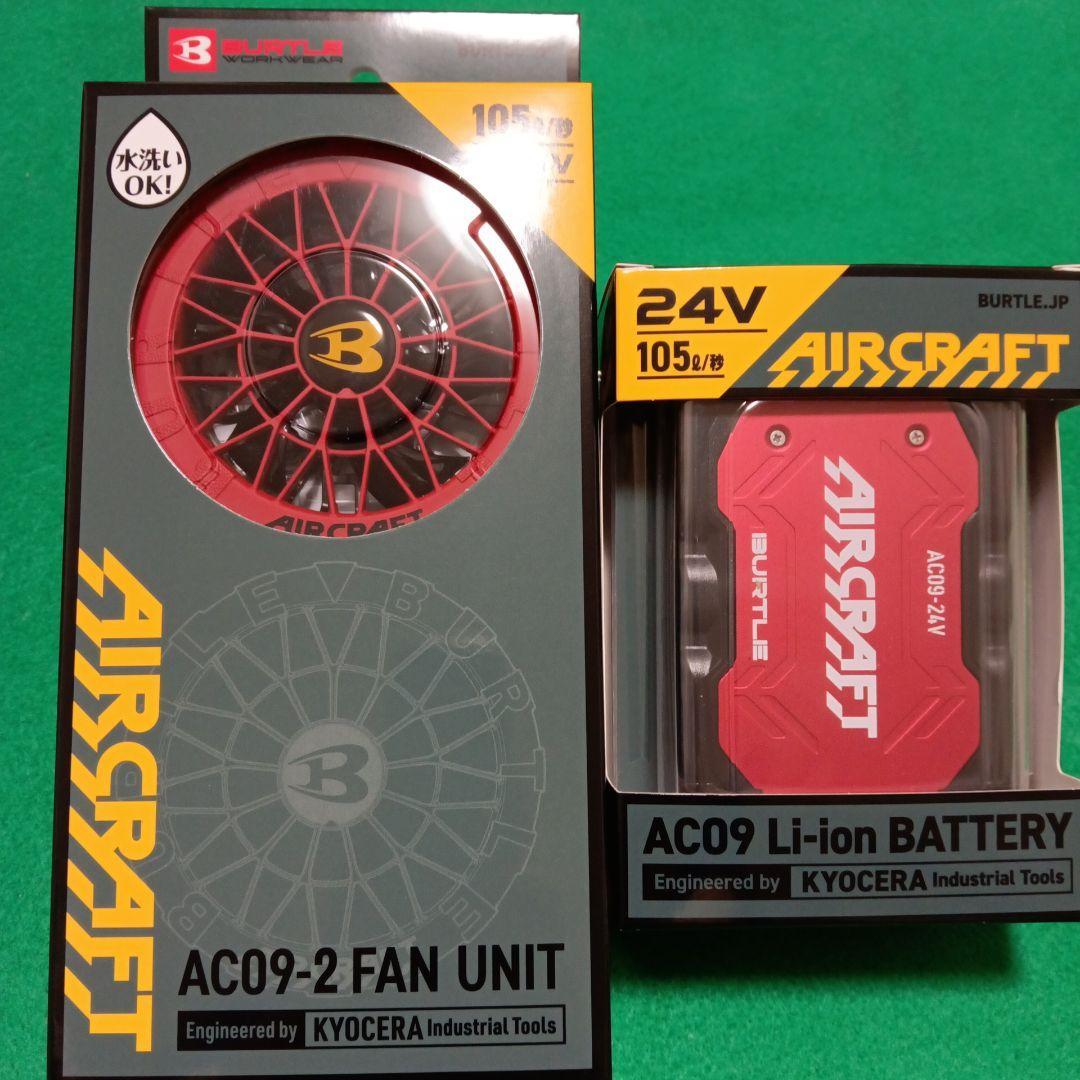 BURTLE
WORKWEAR
水洗い
OK!
105ℓ/秒
AIRCRAFT
AIRCRAFT
BURTLE
AC09-2 FAN UNIT
Engineered by KYOCERA Industrial Tools
24V
105ℓ/秒
BURTLE.JP
AIRCRAFT
AIRCRAFT
BURTLE
AC09-24V
AC09 Li-ion BATTERY
Engineered by KYOCERA Industrial Tools